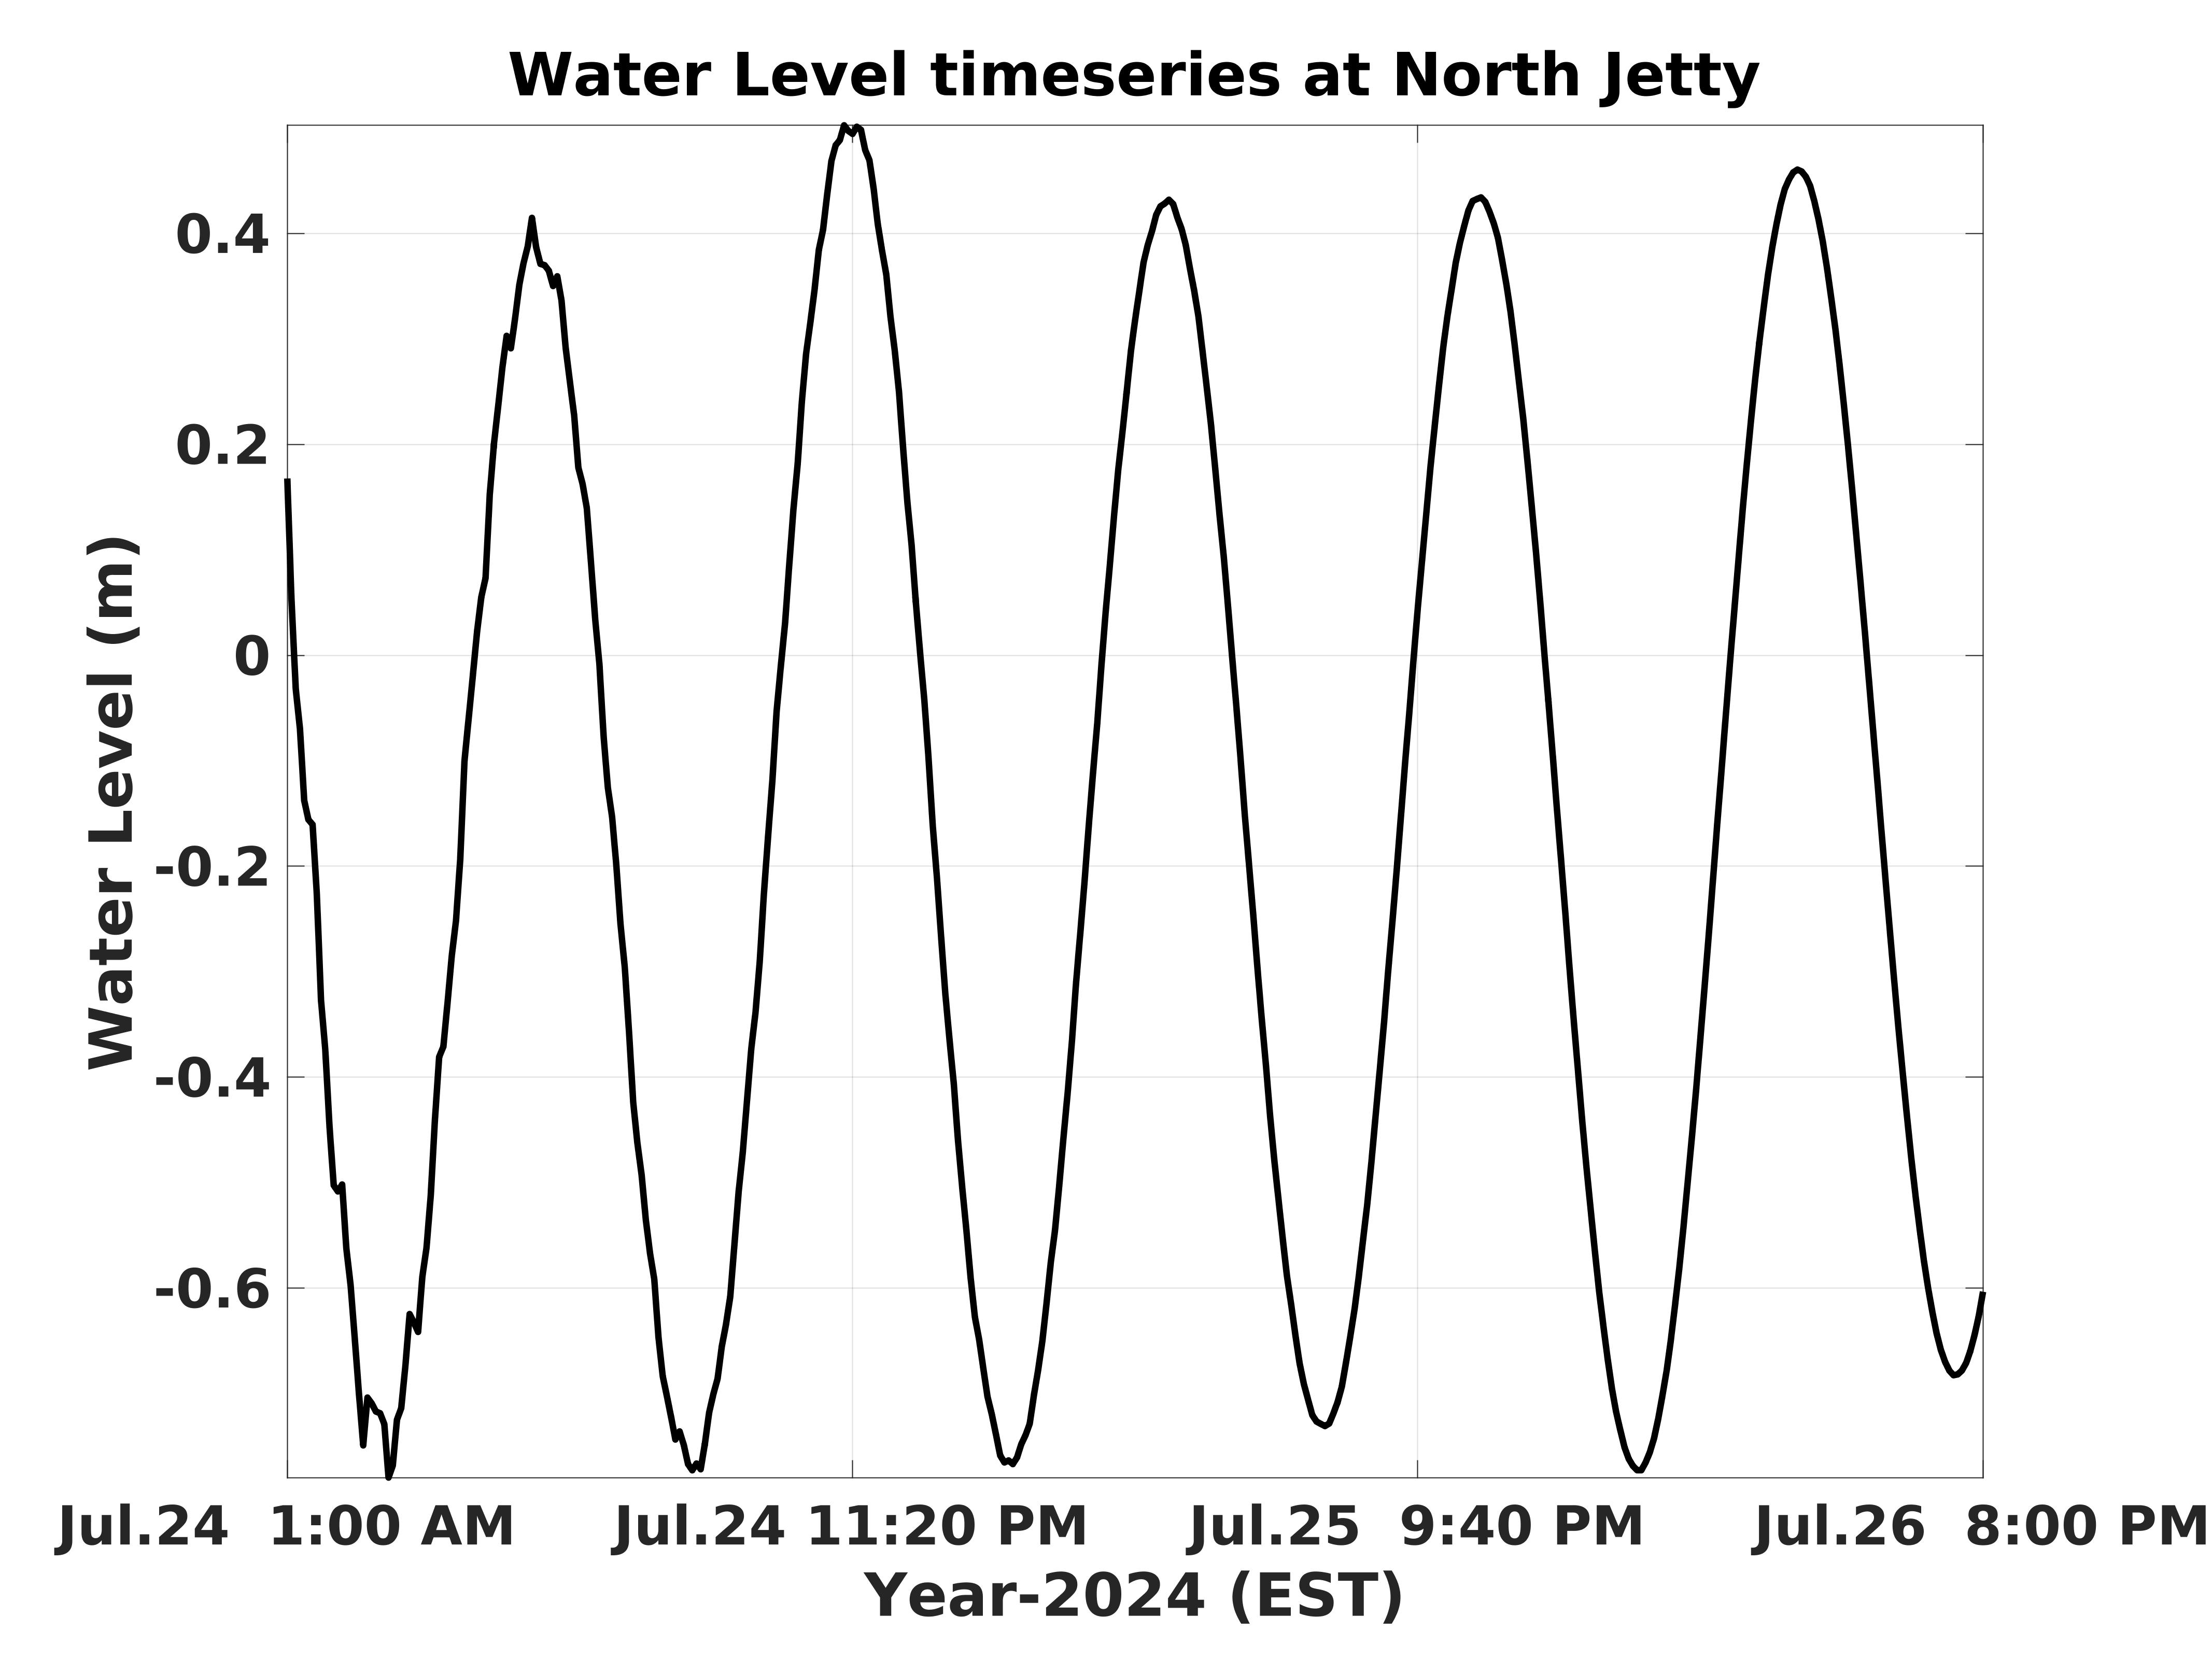 Water Level timeseries at North Jetty
Water Level (m)
0.4
0.2
0
-0.2
-0.4
-0.6
Jul.24  1:00 AM Jul.24 11:20 PM Jul.25  9:40 PM Jul.26  8:00 PM
Year-2024 (EST)